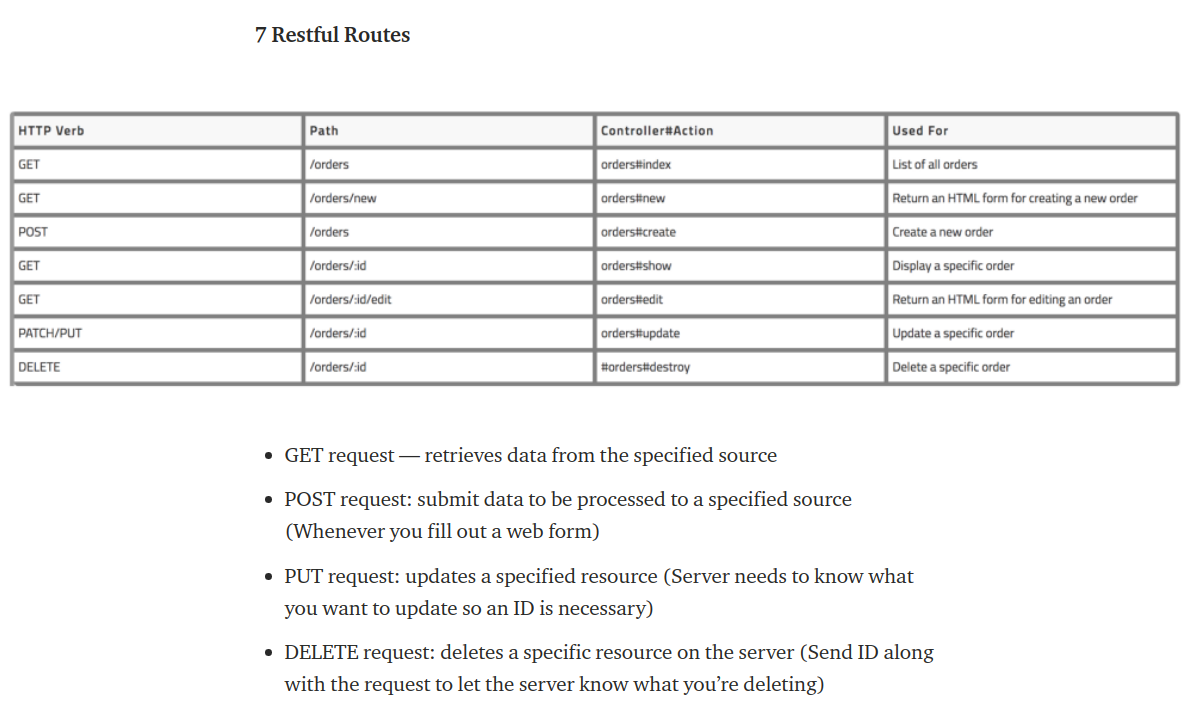 7 Restful Routes
HTTP Verb Path Controller#Action Used For
GET /orders orders#index List of all orders
GET /orders/new orders#new Return an HTML form for creating a new order
POST /orders orders#create Create a new order
GET /orders/:id orders#show Display a specific order
GET /orders/:id/edit orders#edit Return an HTML form for editing an order
PATCH/PUT /orders/:id orders#update Update a specific order
DELETE /orders/:id #orders#destroy Delete a specific order
• GET request — retrieves data from the specified source
• POST request: submit data to be processed to a specified source
(Whenever you fill out a web form)
• PUT request: updates a specified resource (Server needs to know what
you want to update so an ID is necessary)
• DELETE request: deletes a specific resource on the server (Send ID along
with the request to let the server know what you’re deleting)